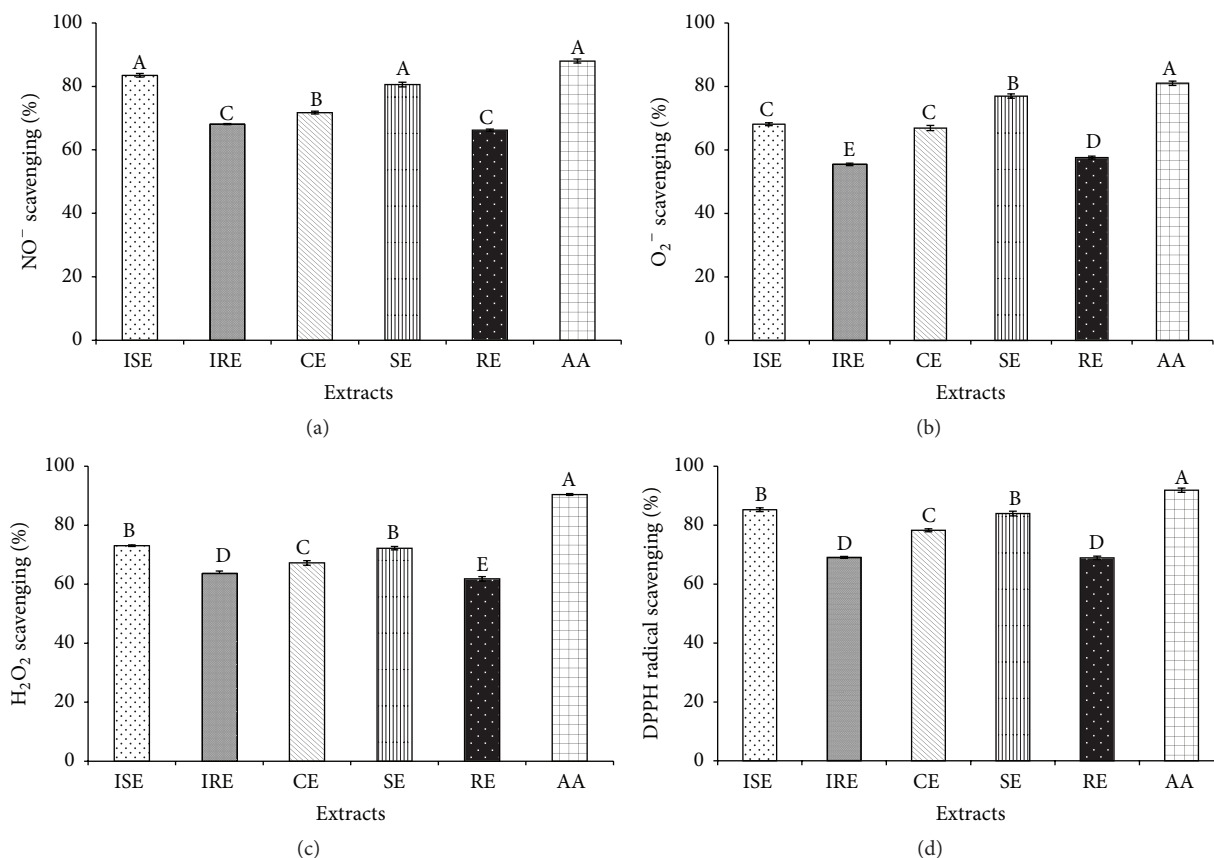 100
80
60
40
20
0
NO⁻ scavenging (%)
A
C
B
A
C
A
ISE IRE CE SE RE AA
Extracts
(a)
100
80
60
40
20
0
O₂⁻ scavenging (%)
C
E
C
B
D
A
ISE IRE CE SE RE AA
Extracts
(b)
100
80
60
40
20
0
H₂O₂ scavenging (%)
B
D
C
B
E
A
ISE IRE CE SE RE AA
Extracts
(c)
100
80
60
40
20
0
DPPH radical scavenging (%)
B
D
C
B
D
A
ISE IRE CE SE RE AA
Extracts
(d)